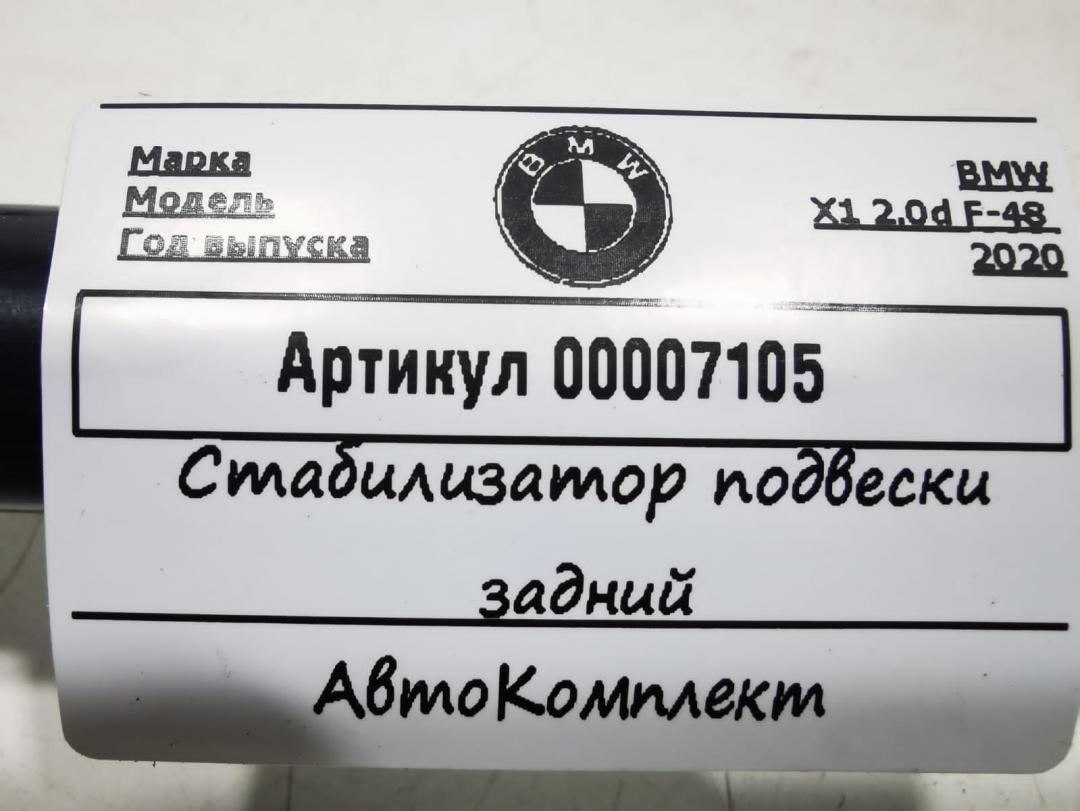 Марка BMW
Модель X1 2.0d F-48
Год выпуска 2020
BMW
Артикул 00007105
Стабилизатор подвески
задний
АвтоКомплект